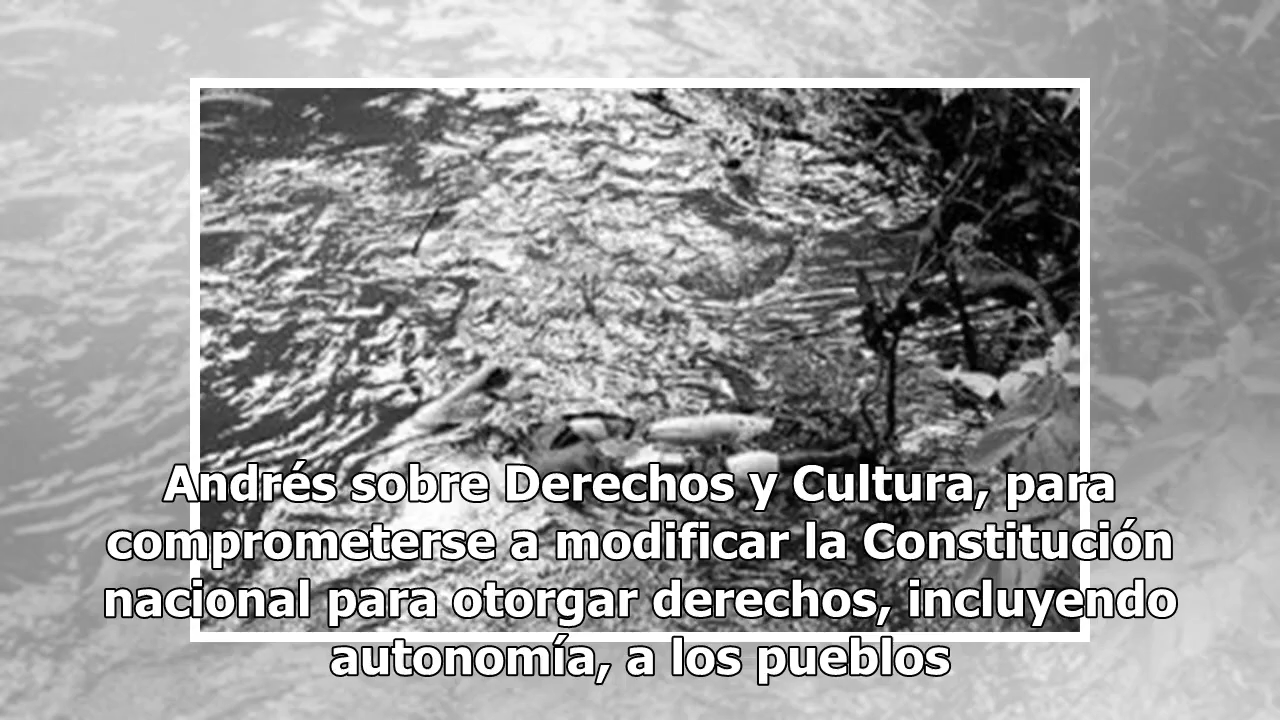 Andrés sobre Derechos y Cultura, para
comprometerse a modificar la Constitución
nacional para otorgar derechos, incluyendo
autonomía, a los pueblos